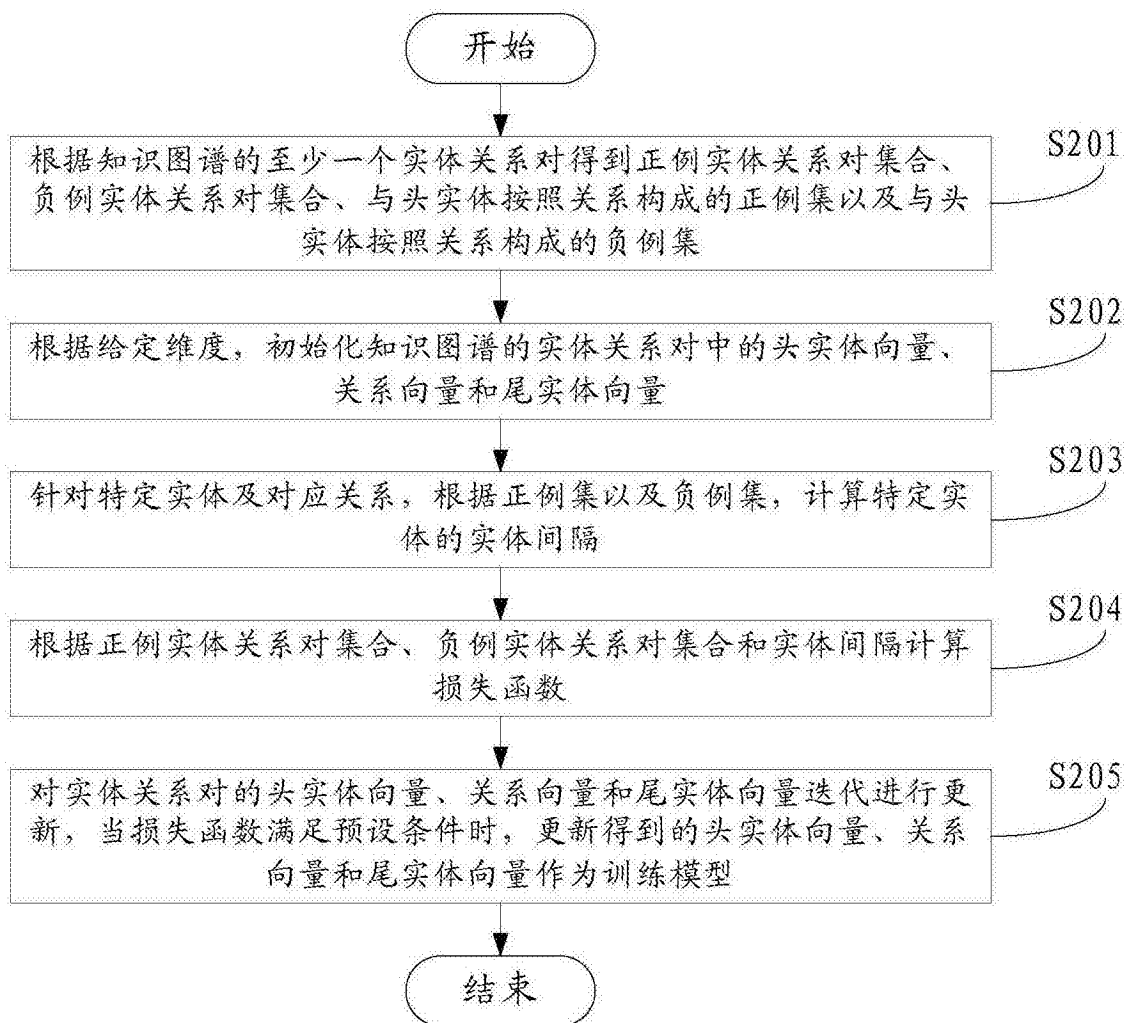 开始
根据知识图谱的至少一个实体关系对得到正例实体关系对集合、
负例实体关系对集合、与头实体按照关系构成的正例集以及与头
实体按照关系构成的负例集
S201
根据给定维度，初始化知识图谱的实体关系对中的头实体向量、
关系向量和尾实体向量
S202
针对特定实体及对应关系，根据正例集以及负例集，计算特定实
体的实体间隔
S203
根据正例实体关系对集合、负例实体关系对集合和实体间隔计算
损失函数
S204
对实体关系对的头实体向量、关系向量和尾实体向量迭代进行更
新，当损失函数满足预设条件时，更新得到的头实体向量、关系
向量和尾实体向量作为训练模型
S205
结束